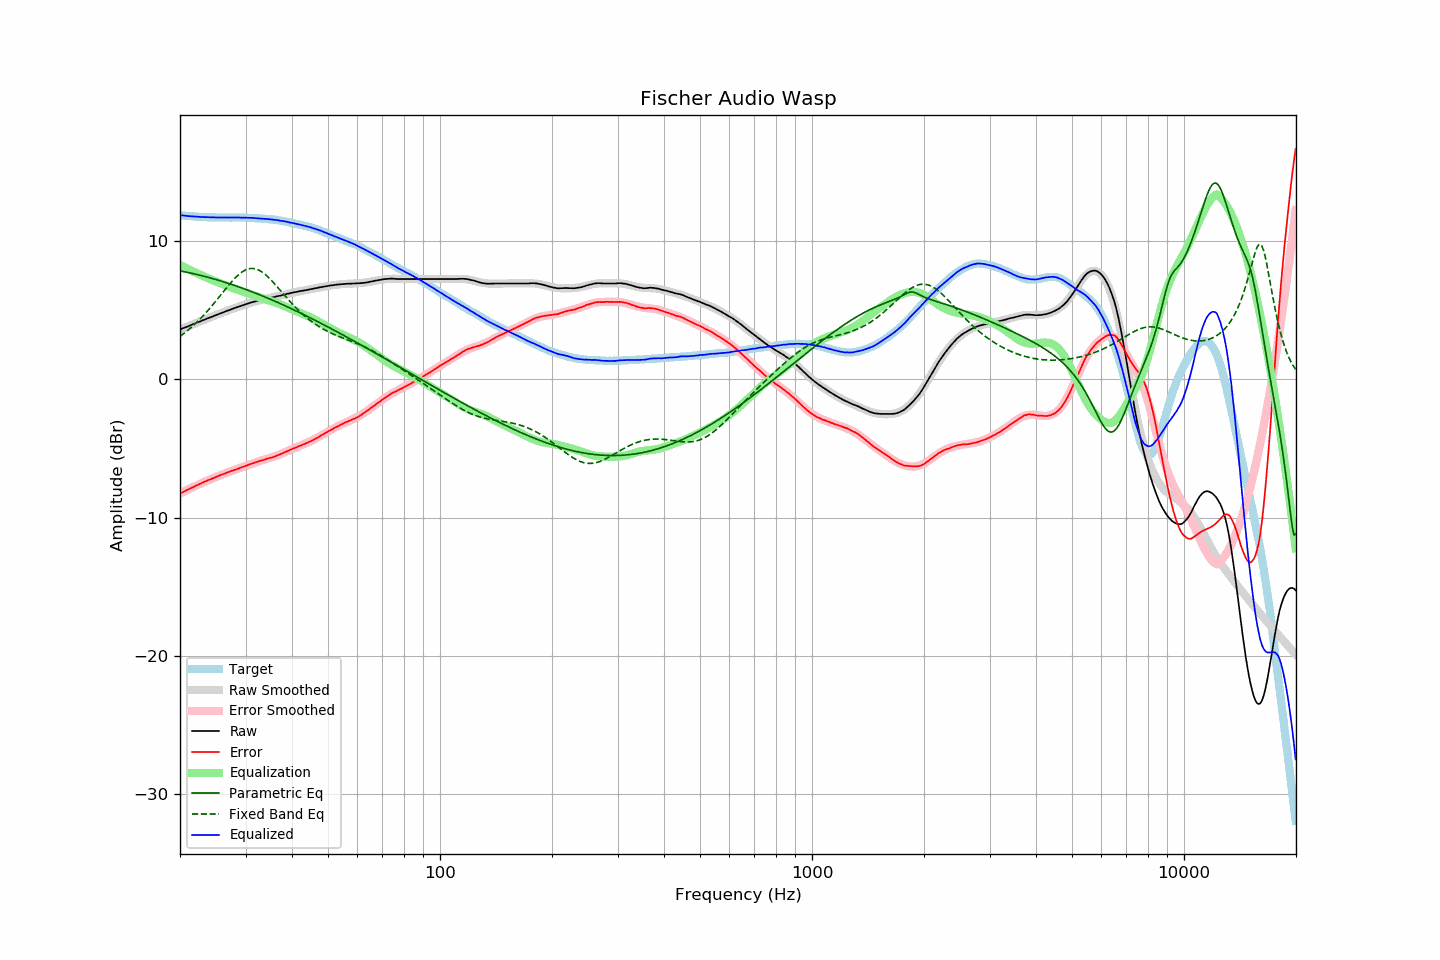 Fischer Audio Wasp
Amplitude (dBr)
10
0
−10
−20
−30
Target
Raw Smoothed
Error Smoothed
Raw
Error
Equalization
Parametric Eq
Fixed Band Eq
Equalized
100
1000
10000
Frequency (Hz)